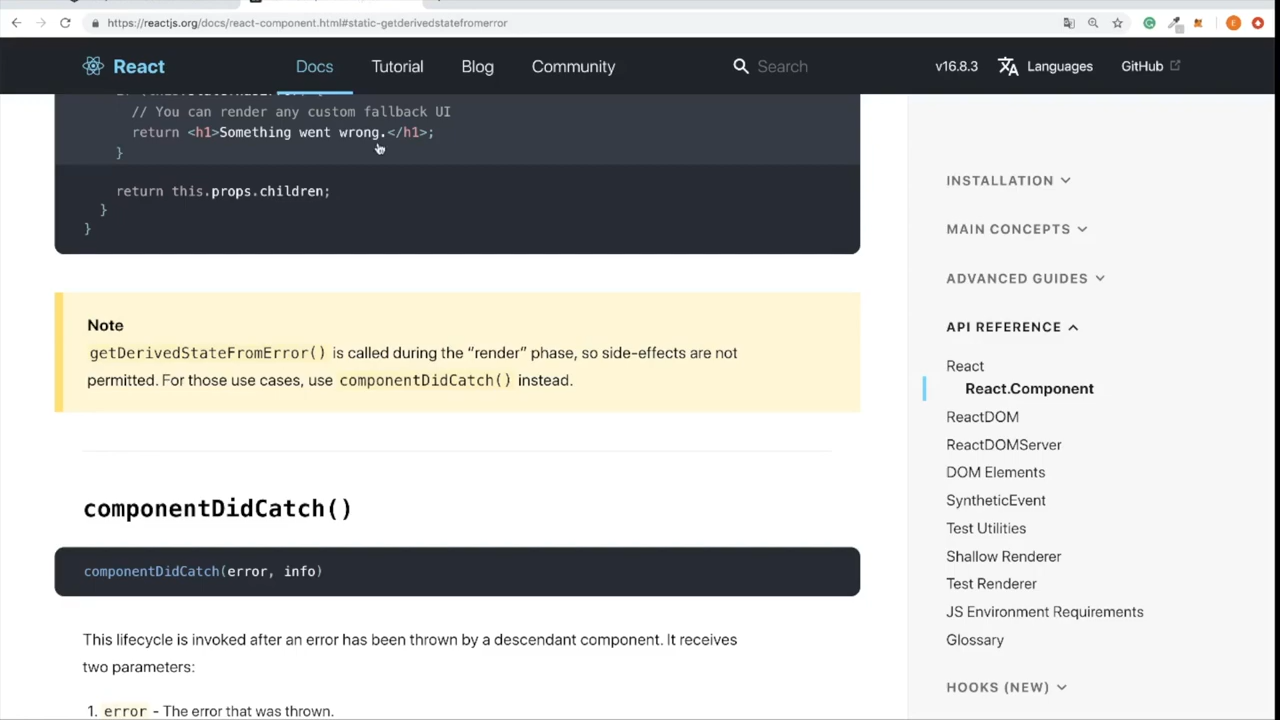 https://reactjs.org/docs/react-component.html#static-getderivedstatefromerror
React
Docs
Tutorial
Blog
Community
Search
v16.8.3
Languages
GitHub
// You can render any custom fallback UI
return <h1>Something went wrong.</h1>;
}
return this.props.children;
}
}
Note
getDerivedStateFromError() is called during the “render” phase, so side-effects are not
permitted. For those use cases, use componentDidCatch() instead.
componentDidCatch()
componentDidCatch(error, info)
This lifecycle is invoked after an error has been thrown by a descendant component. It receives
two parameters:
1. error - The error that was thrown.
INSTALLATION
MAIN CONCEPTS
ADVANCED GUIDES
API REFERENCE
React
React.Component
ReactDOM
ReactDOMServer
DOM Elements
SyntheticEvent
Test Utilities
Shallow Renderer
Test Renderer
JS Environment Requirements
Glossary
HOOKS (NEW)